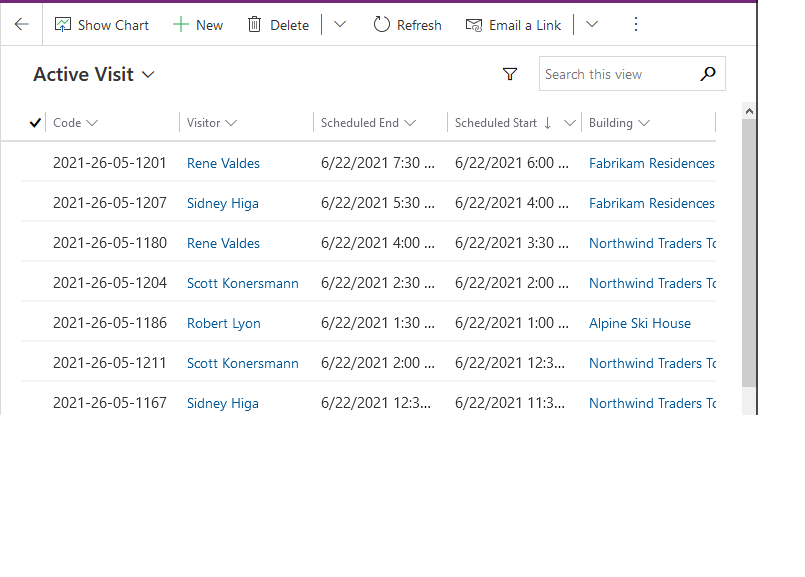 Show Chart New Delete Refresh Email a Link
Active Visit Search this view
Code Visitor Scheduled End Scheduled Start Building
2021-26-05-1201 Rene Valdes 6/22/2021 7:30 ... 6/22/2021 6:00 ... Fabrikam Residences
2021-26-05-1207 Sidney Higa 6/22/2021 5:30 ... 6/22/2021 4:00 ... Fabrikam Residences
2021-26-05-1180 Rene Valdes 6/22/2021 4:00 ... 6/22/2021 3:30 ... Northwind Traders To
2021-26-05-1204 Scott Konersmann 6/22/2021 2:30 ... 6/22/2021 2:00 ... Northwind Traders To
2021-26-05-1186 Robert Lyon 6/22/2021 1:30 ... 6/22/2021 1:00 ... Alpine Ski House
2021-26-05-1211 Scott Konersmann 6/22/2021 2:00 ... 6/22/2021 12:3... Northwind Traders To
2021-26-05-1167 Sidney Higa 6/22/2021 12:3... 6/22/2021 11:3... Northwind Traders To